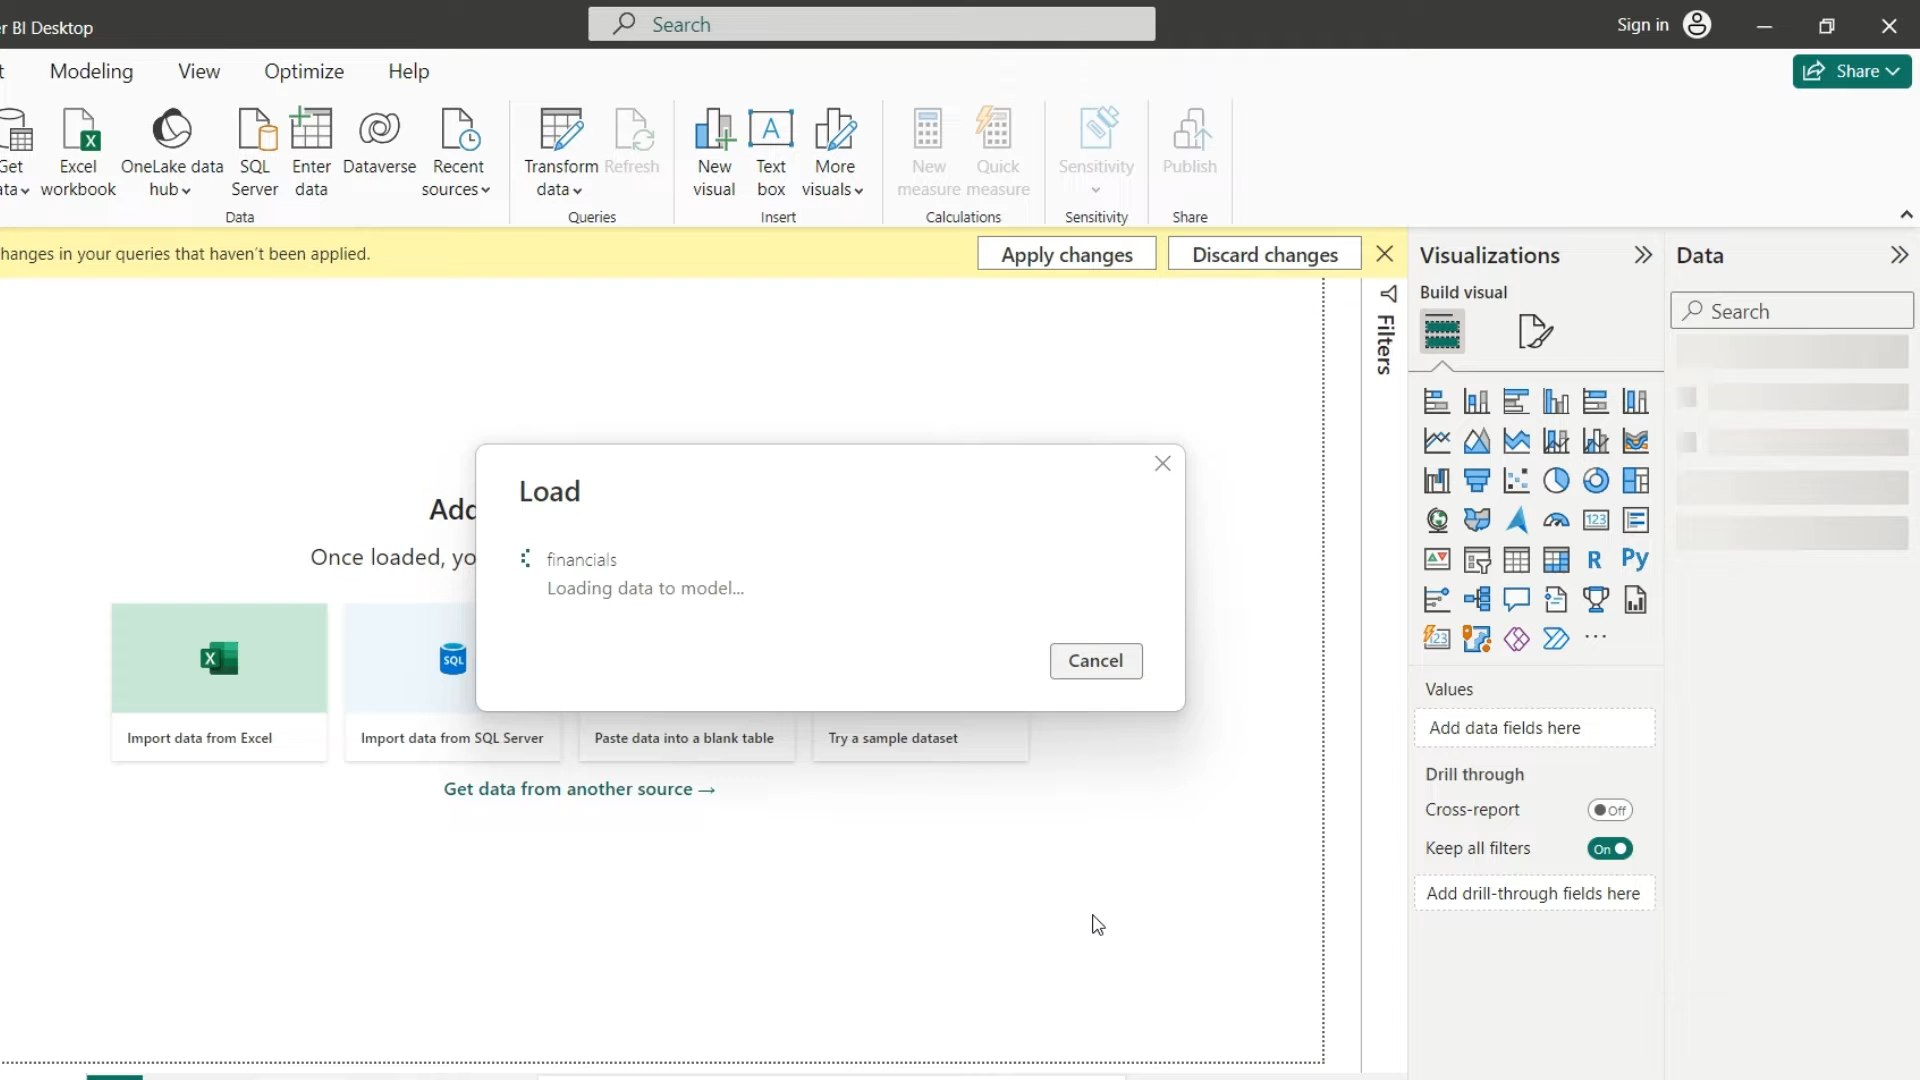 r BI Desktop
Search
Sign in
t
Modeling
View
Optimize
Help
Share
Get
ata
Excel
workbook
OneLake data
hub
SQL
Server
Enter
data
Dataverse
Recent
sources
Transform
data
Refresh
New
visual
A
Text
box
More
visuals
New
measure
Quick
measure
Sensitivity
Publish
Data
Queries
Insert
Calculations
Sensitivity
Share
hanges in your queries that haven't been applied.
Apply changes
Discard changes
Filters
Visualizations
Build visual
Data
Search
123
R
Py
123
...
Values
Add data fields here
Drill through
Cross-report
Off
Keep all filters
On
Add drill-through fields here
Add
Once loaded, yo
Load
financials
Loading data to model...
Cancel
X
SQL
Import data from Excel
Import data from SQL Server
Paste data into a blank table
Try a sample dataset
Get data from another source →